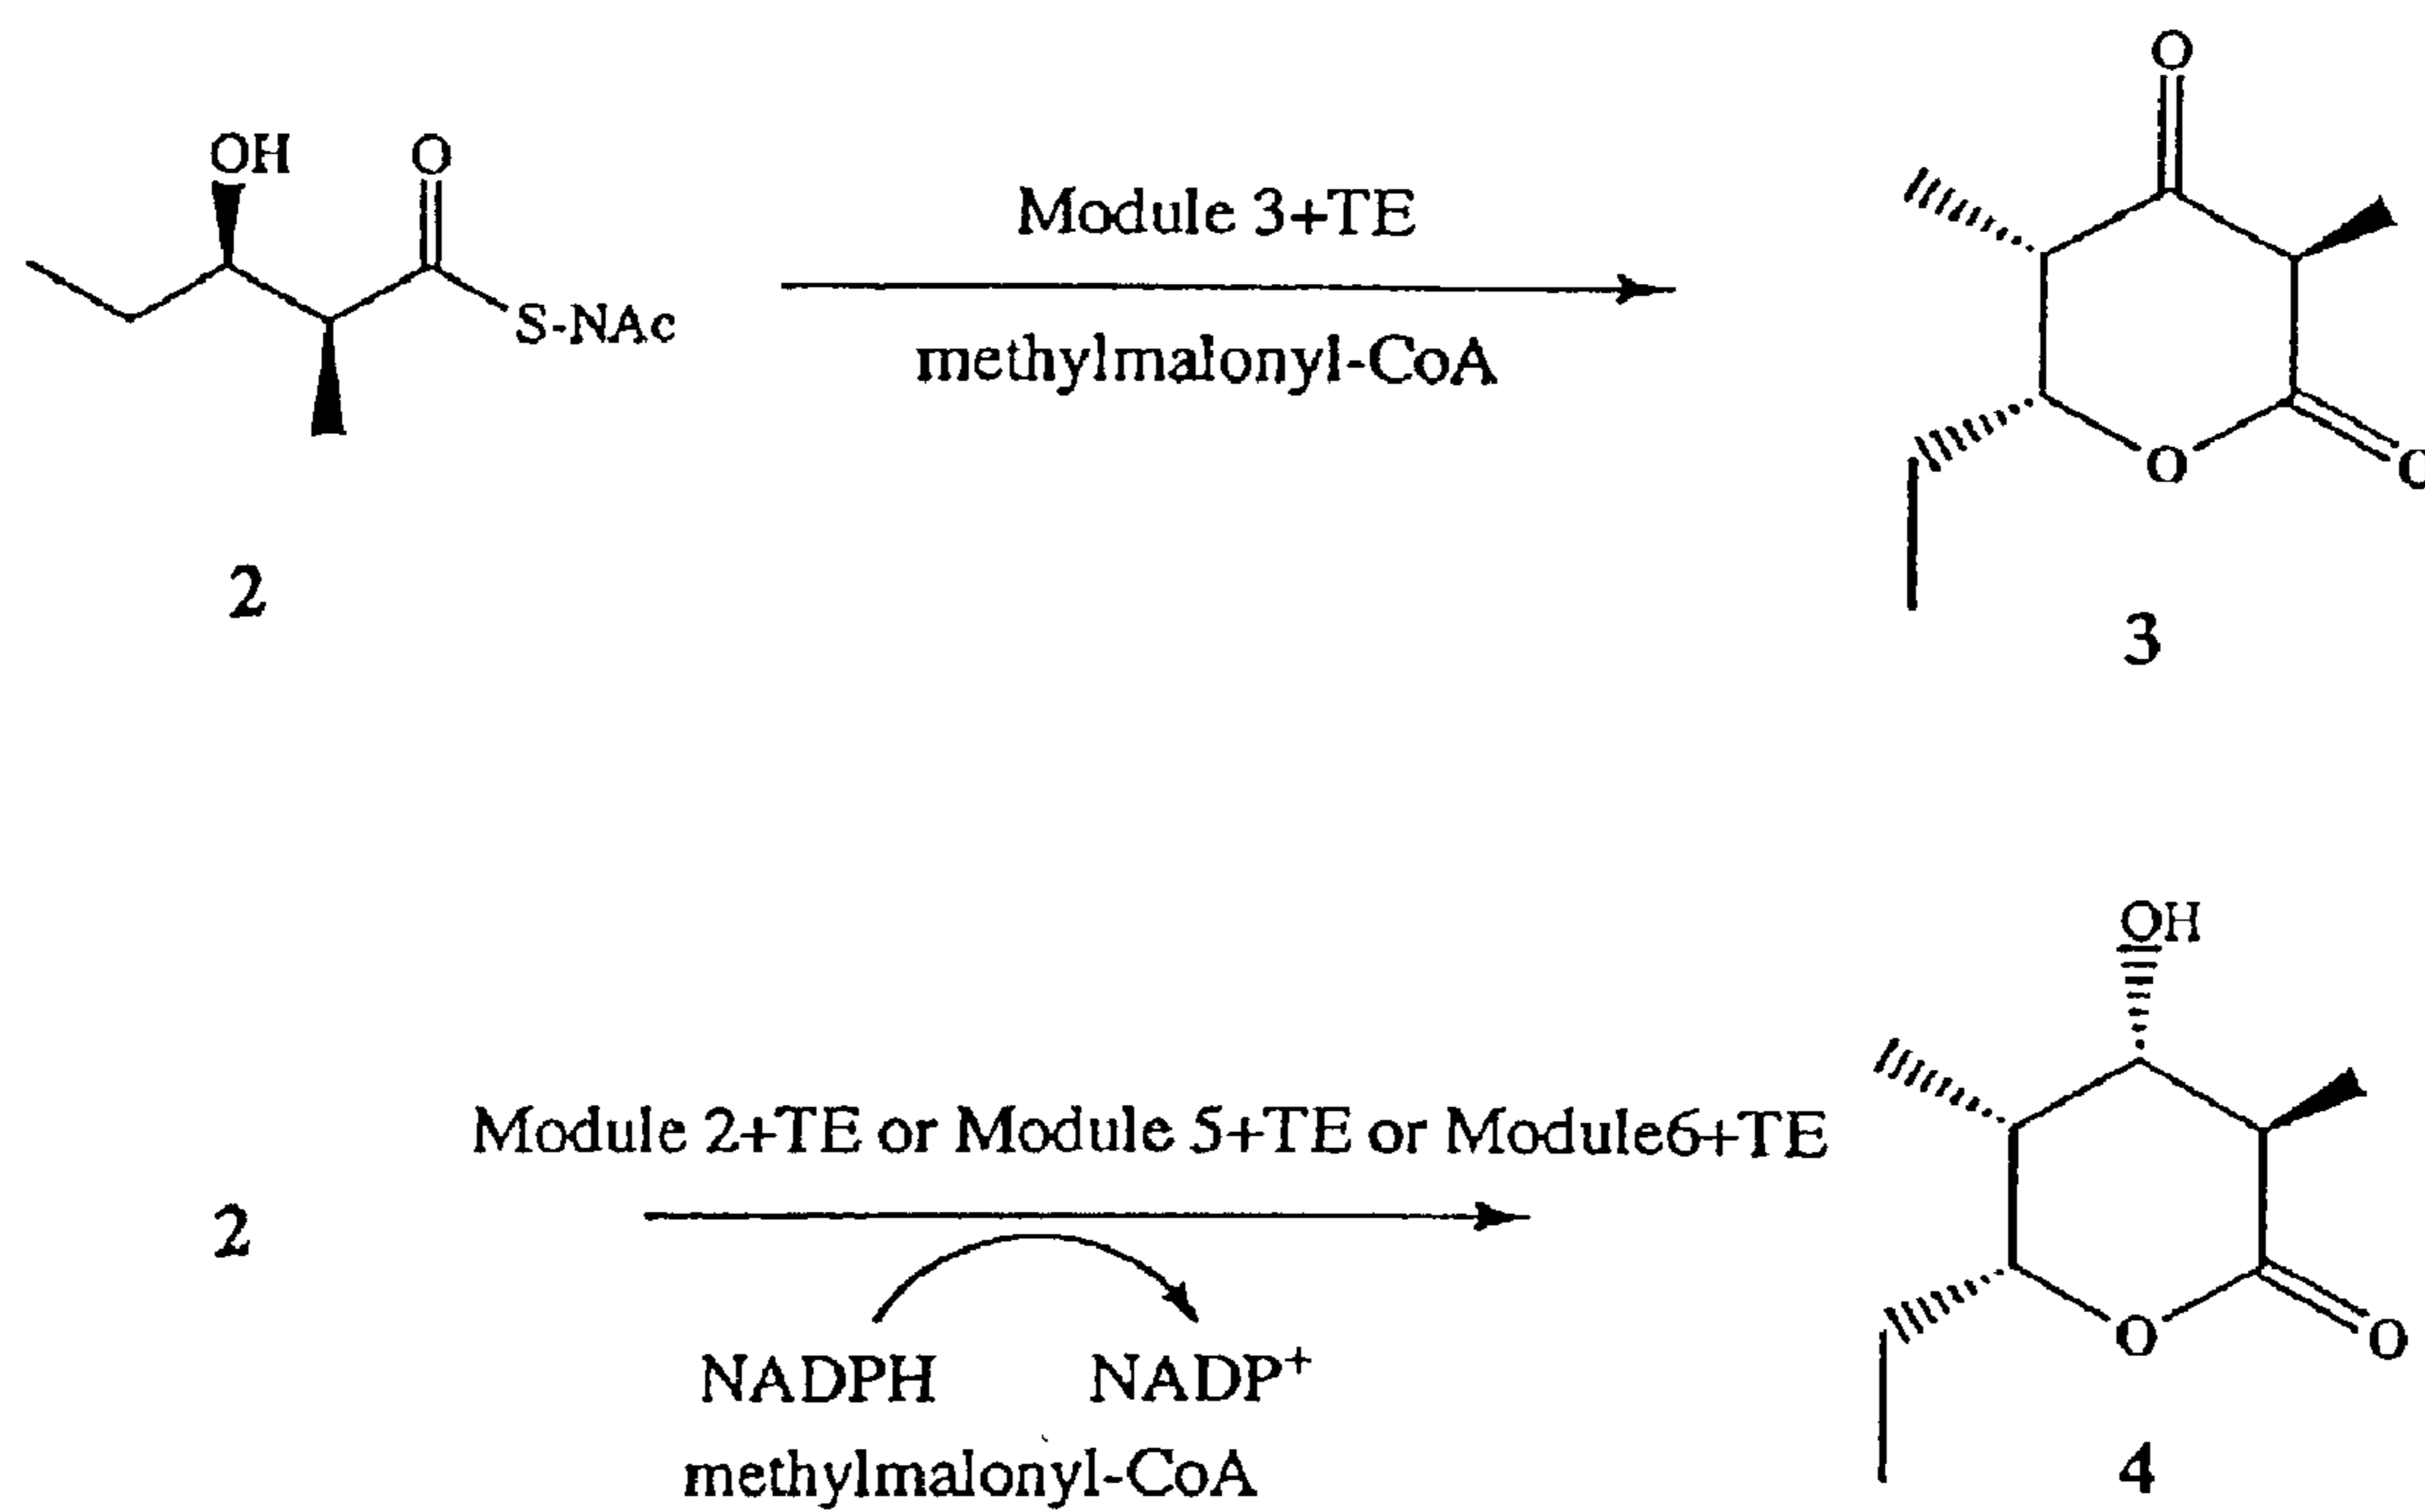 O
OH O
Module 3+TE
S-NAc
methylmalonyl-CoA
O O
2
3
OH
Module 2+TE or Module 5+TE or Module6+TE
2
O O
NADPH NADP+
methylmalonyl-CoA
4